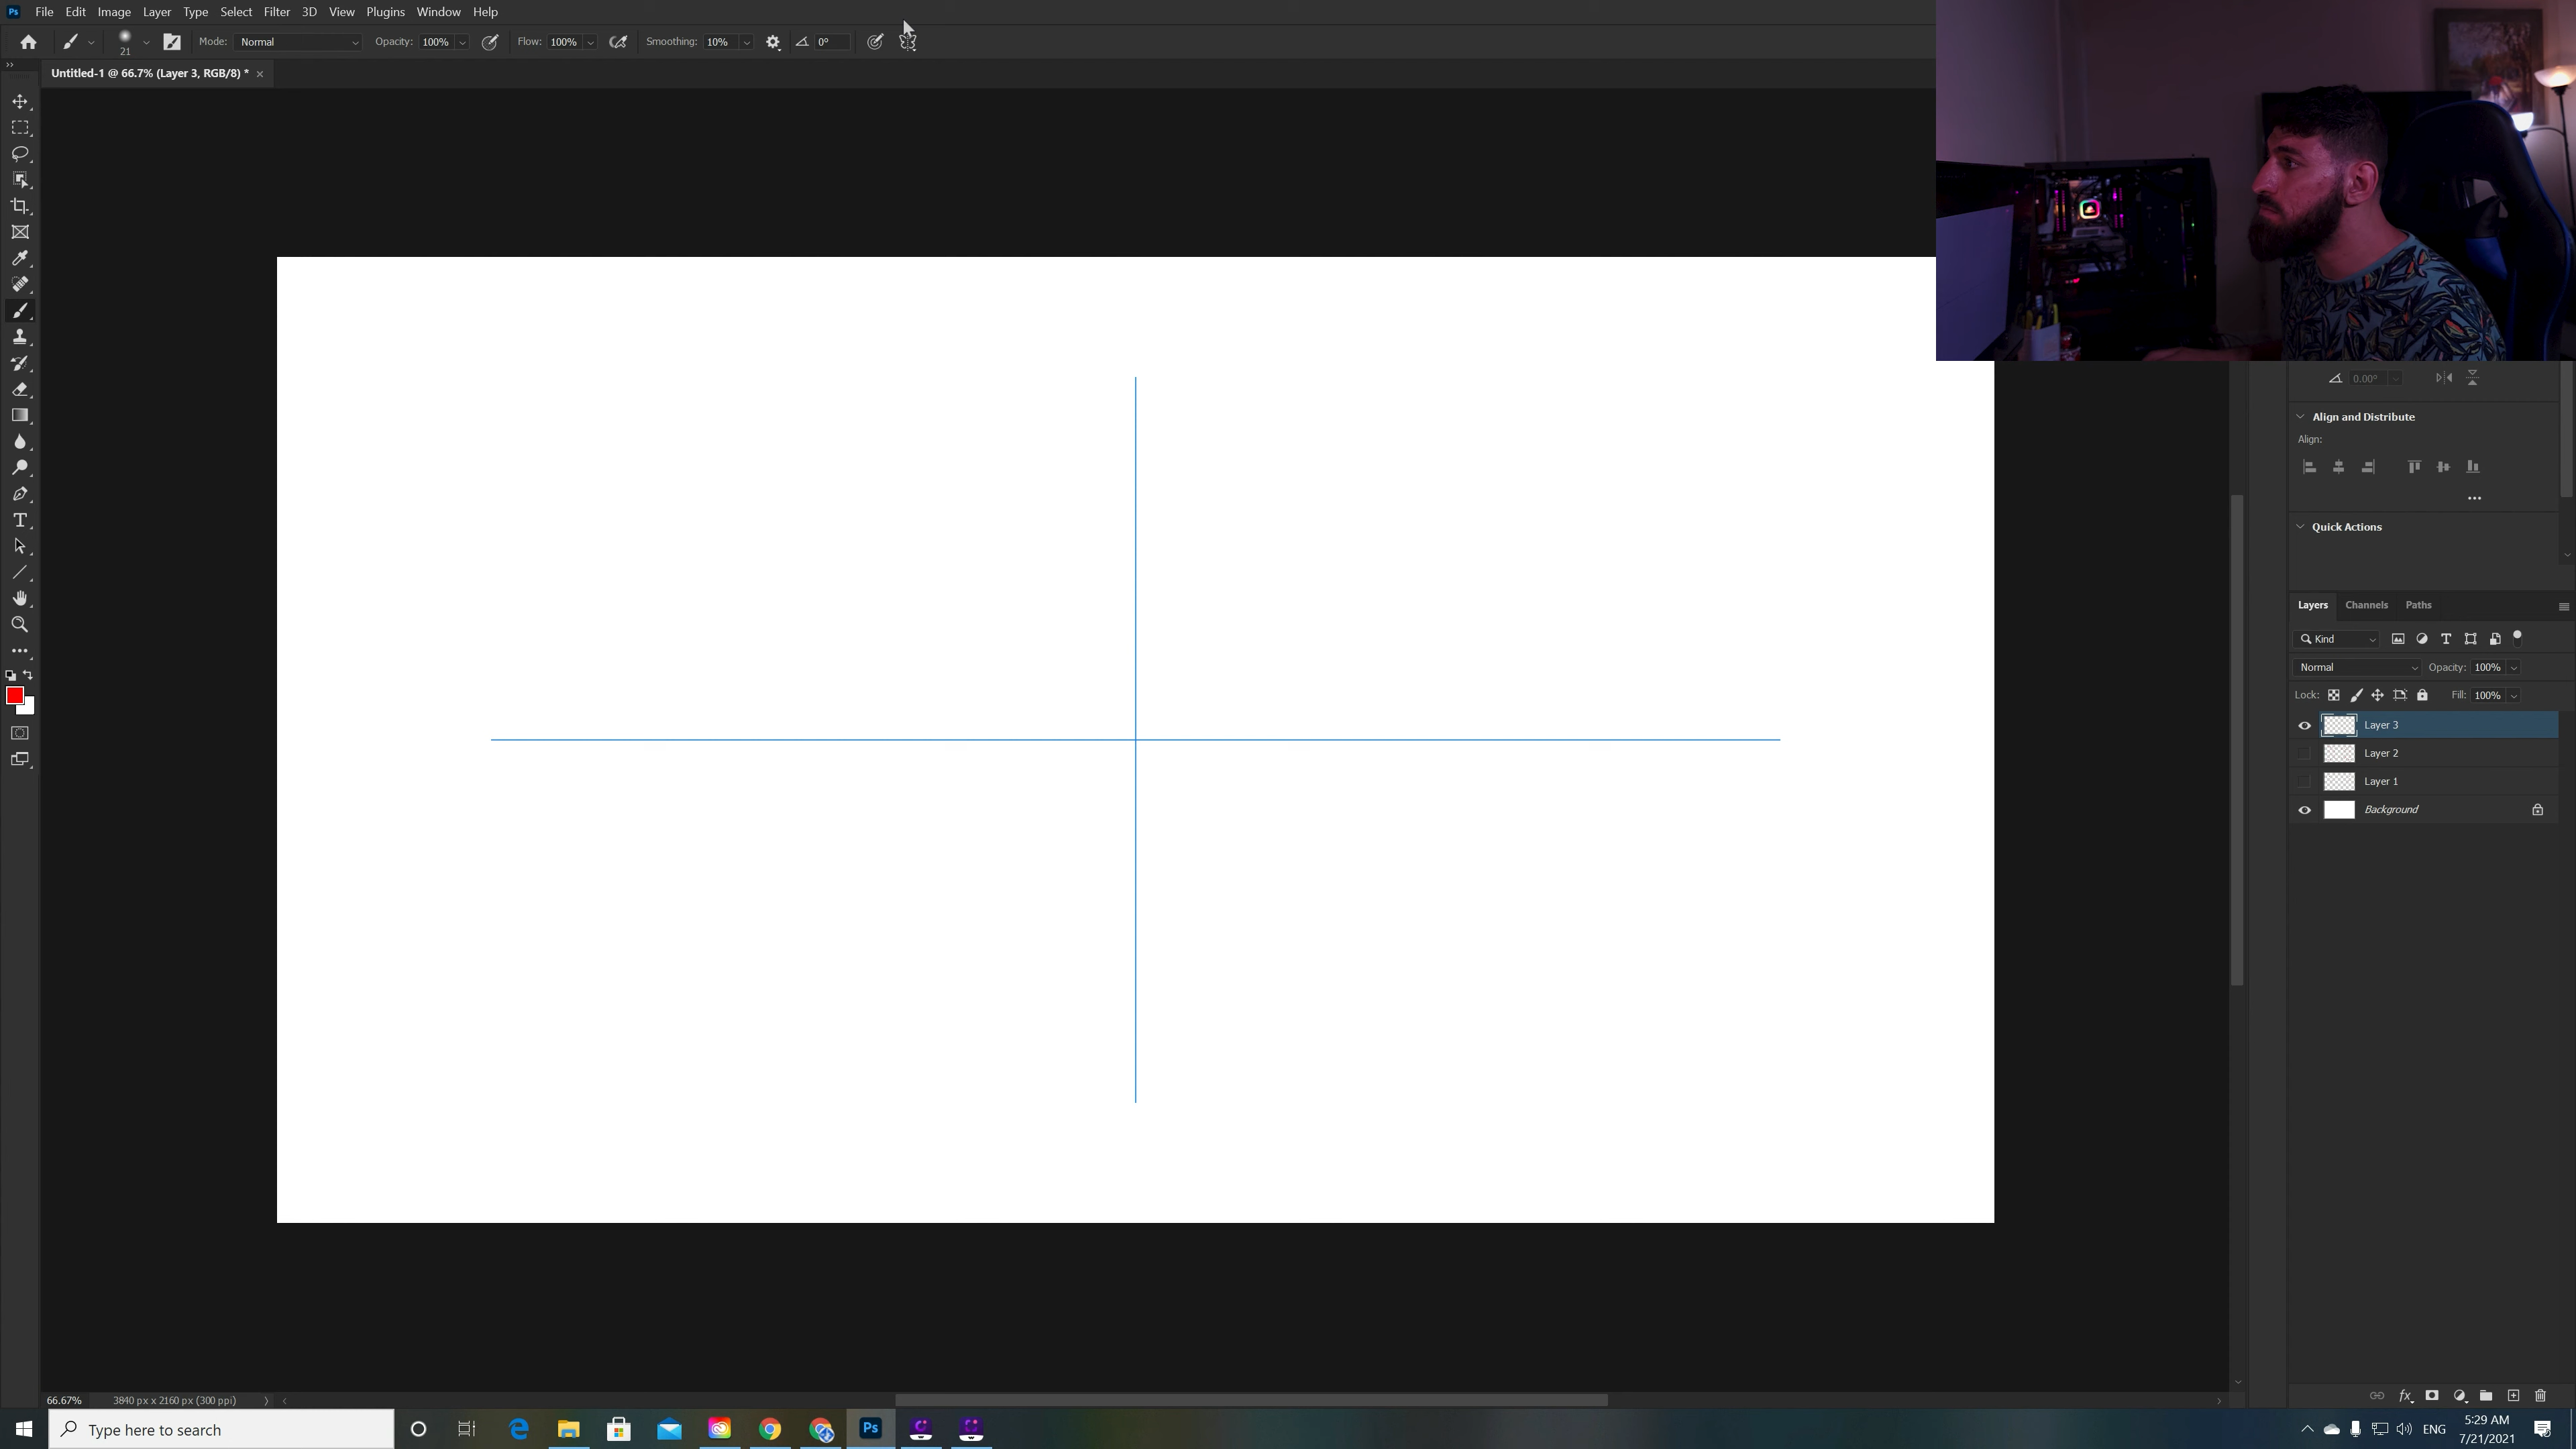 Ps File Edit Image Layer Type Select Filter 3D View Plugins Window Help
21 Mode: Normal Opacity: 100% Flow: 100% Smoothing: 10% 0°
Untitled-1 @ 66.7% (Layer 3, RGB/8) *
0.00°
Align and Distribute
Align:
Quick Actions
Layers Channels Paths
Kind
Normal Opacity: 100%
Lock: Fill: 100%
Layer 3
Layer 2
Layer 1
Background
66.67% 3840 px x 2160 px (300 ppi)
Type here to search
Ps
ENG
5:29 AM
7/21/2021